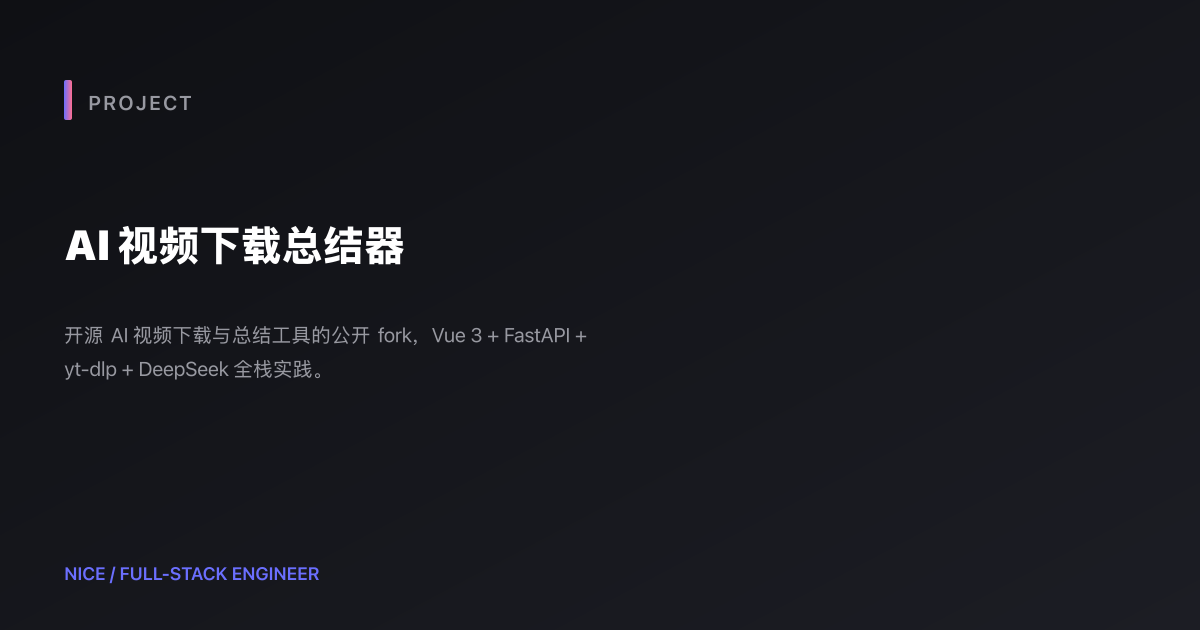 PROJECT
AI 视频下载总结器
开源 AI 视频下载与总结工具的公开 fork，Vue 3 + FastAPI +
yt-dlp + DeepSeek 全栈实践。
NICE / FULL-STACK ENGINEER